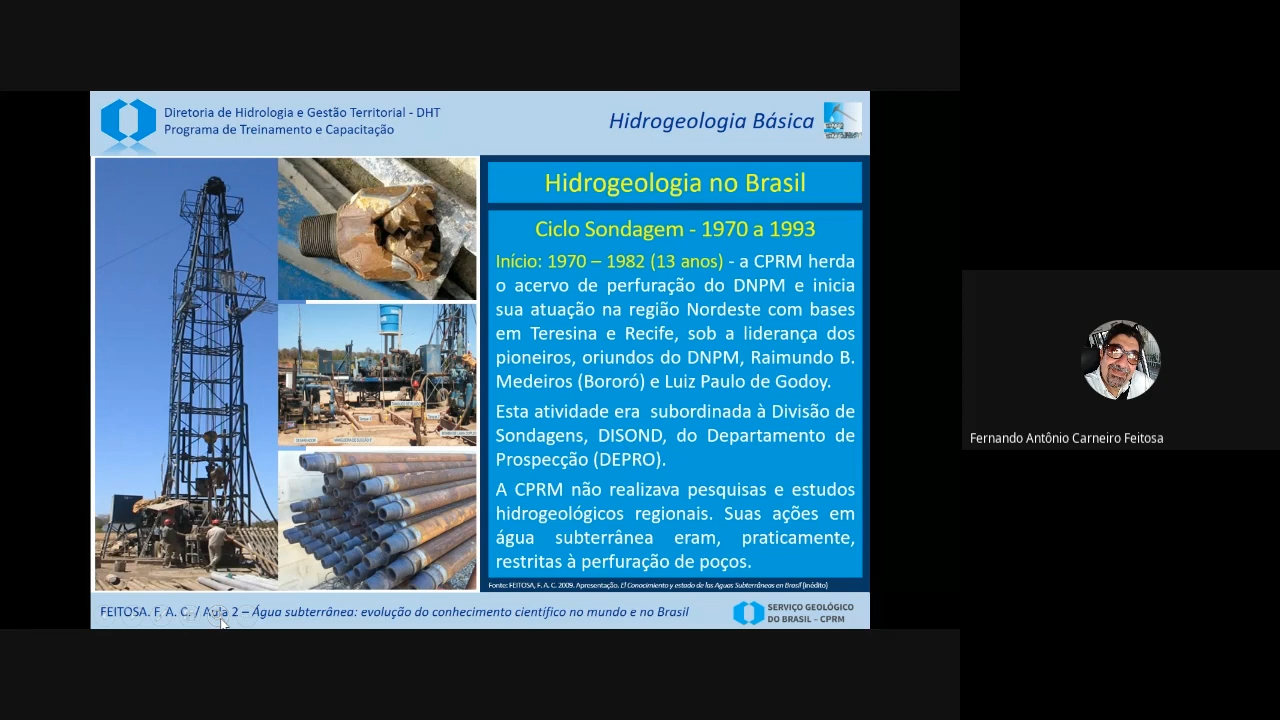 Diretoria de Hidrologia e Gestão Territorial - DHT
Programa de Treinamento e Capacitação
Hidrogeologia Básica
Hidrogeologia no Brasil
Ciclo Sondagem - 1970 a 1993
Início: 1970 – 1982 (13 anos) - a CPRM herda
o acervo de perfuração do DNPM e inicia
sua atuação na região Nordeste com bases
em Teresina e Recife, sob a liderança dos
pioneiros, oriundos do DNPM, Raimundo B.
Medeiros (Bororó) e Luiz Paulo de Godoy.
Esta atividade era subordinada à Divisão de
Sondagens, DISOND, do Departamento de
Prospecção (DEPRO).
A CPRM não realizava pesquisas e estudos
hidrogeológicos regionais. Suas ações em
água subterrânea eram, praticamente,
restritas à perfuração de poços.
Fonte: FEITOSA, F. A. C. 2009. Apresentação. El Conocimiento y estado de las Aguas Subterráneas en Brasil (inédito)
FEITOSA. F. A. C. / Aula 2 – Água subterrânea: evolução do conhecimento científico no mundo e no Brasil
SERVIÇO GEOLÓGICO
DO BRASIL – CPRM
Fernando Antônio Carneiro Feitosa